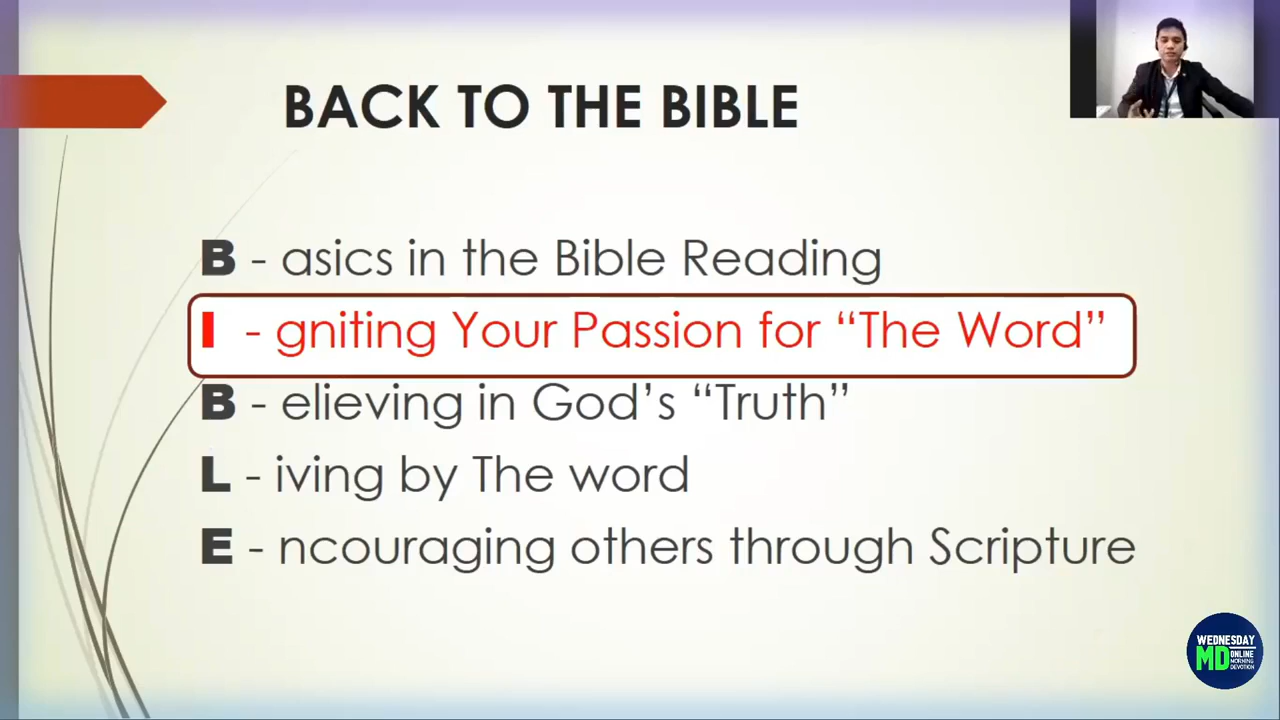 BACK TO THE BIBLE
B - asics in the Bible Reading
I - gniting Your Passion for “The Word”
B - elieving in God’s “Truth”
L - iving by The word
E - ncouraging others through Scripture
WEDNESDAY
MD ONLINE
MORNING
DEVOTION